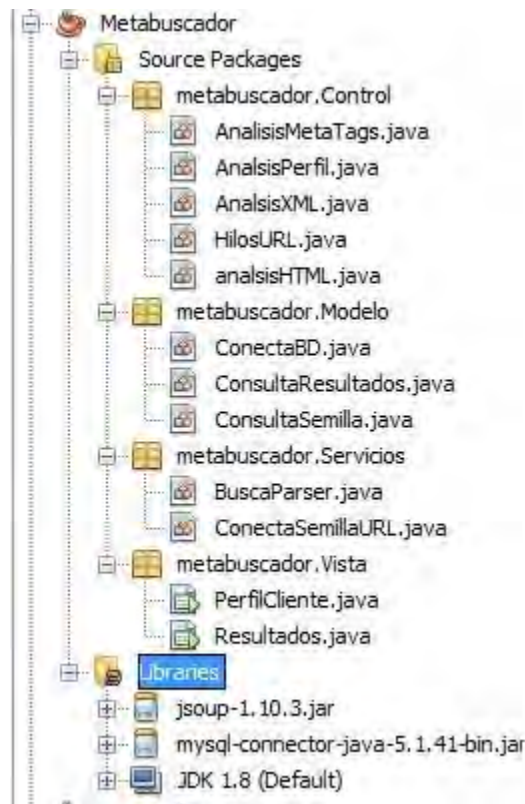 Metabuscador
Source Packages
metabuscador.Control
AnalisisMetaTags.java
AnalsisPerfil.java
AnalsisXML.java
HilosURL.java
analsisHTML.java
metabuscador.Modelo
ConectaBD.java
ConsultaResultados.java
ConsultaSemilla.java
metabuscador.Servicios
BuscaParser.java
ConectaSemillaURL.java
metabuscador.Vista
PerfilCliente.java
Resultados.java
Libraries
jsoup-1.10.3.jar
mysql-connector-java-5.1.41-bin.jar
JDK 1.8 (Default)